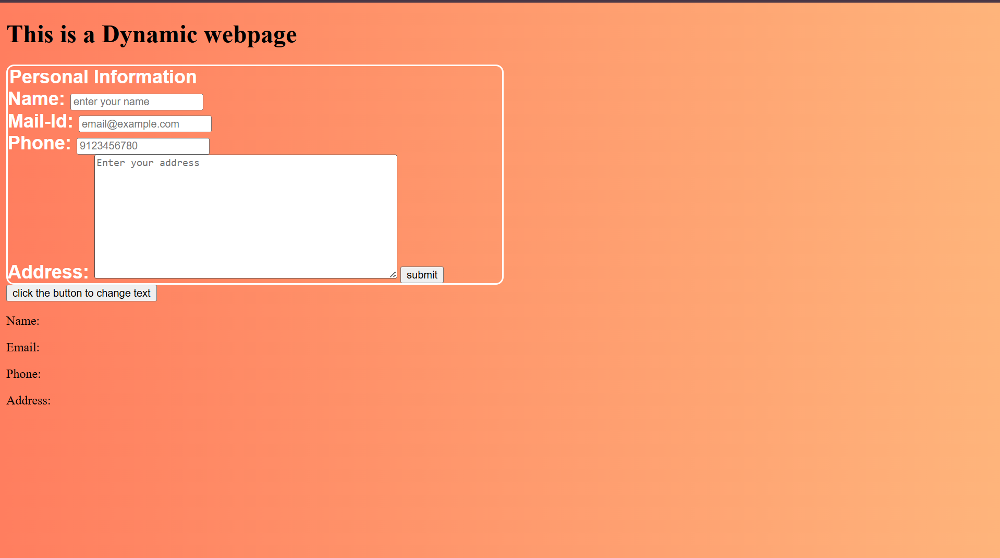 This is a Dynamic webpage
Personal Information
Name: enter your name
Mail-Id: email@example.com
Phone: 9123456780
Enter your address
Address: submit
click the button to change text
Name:
Email:
Phone:
Address: